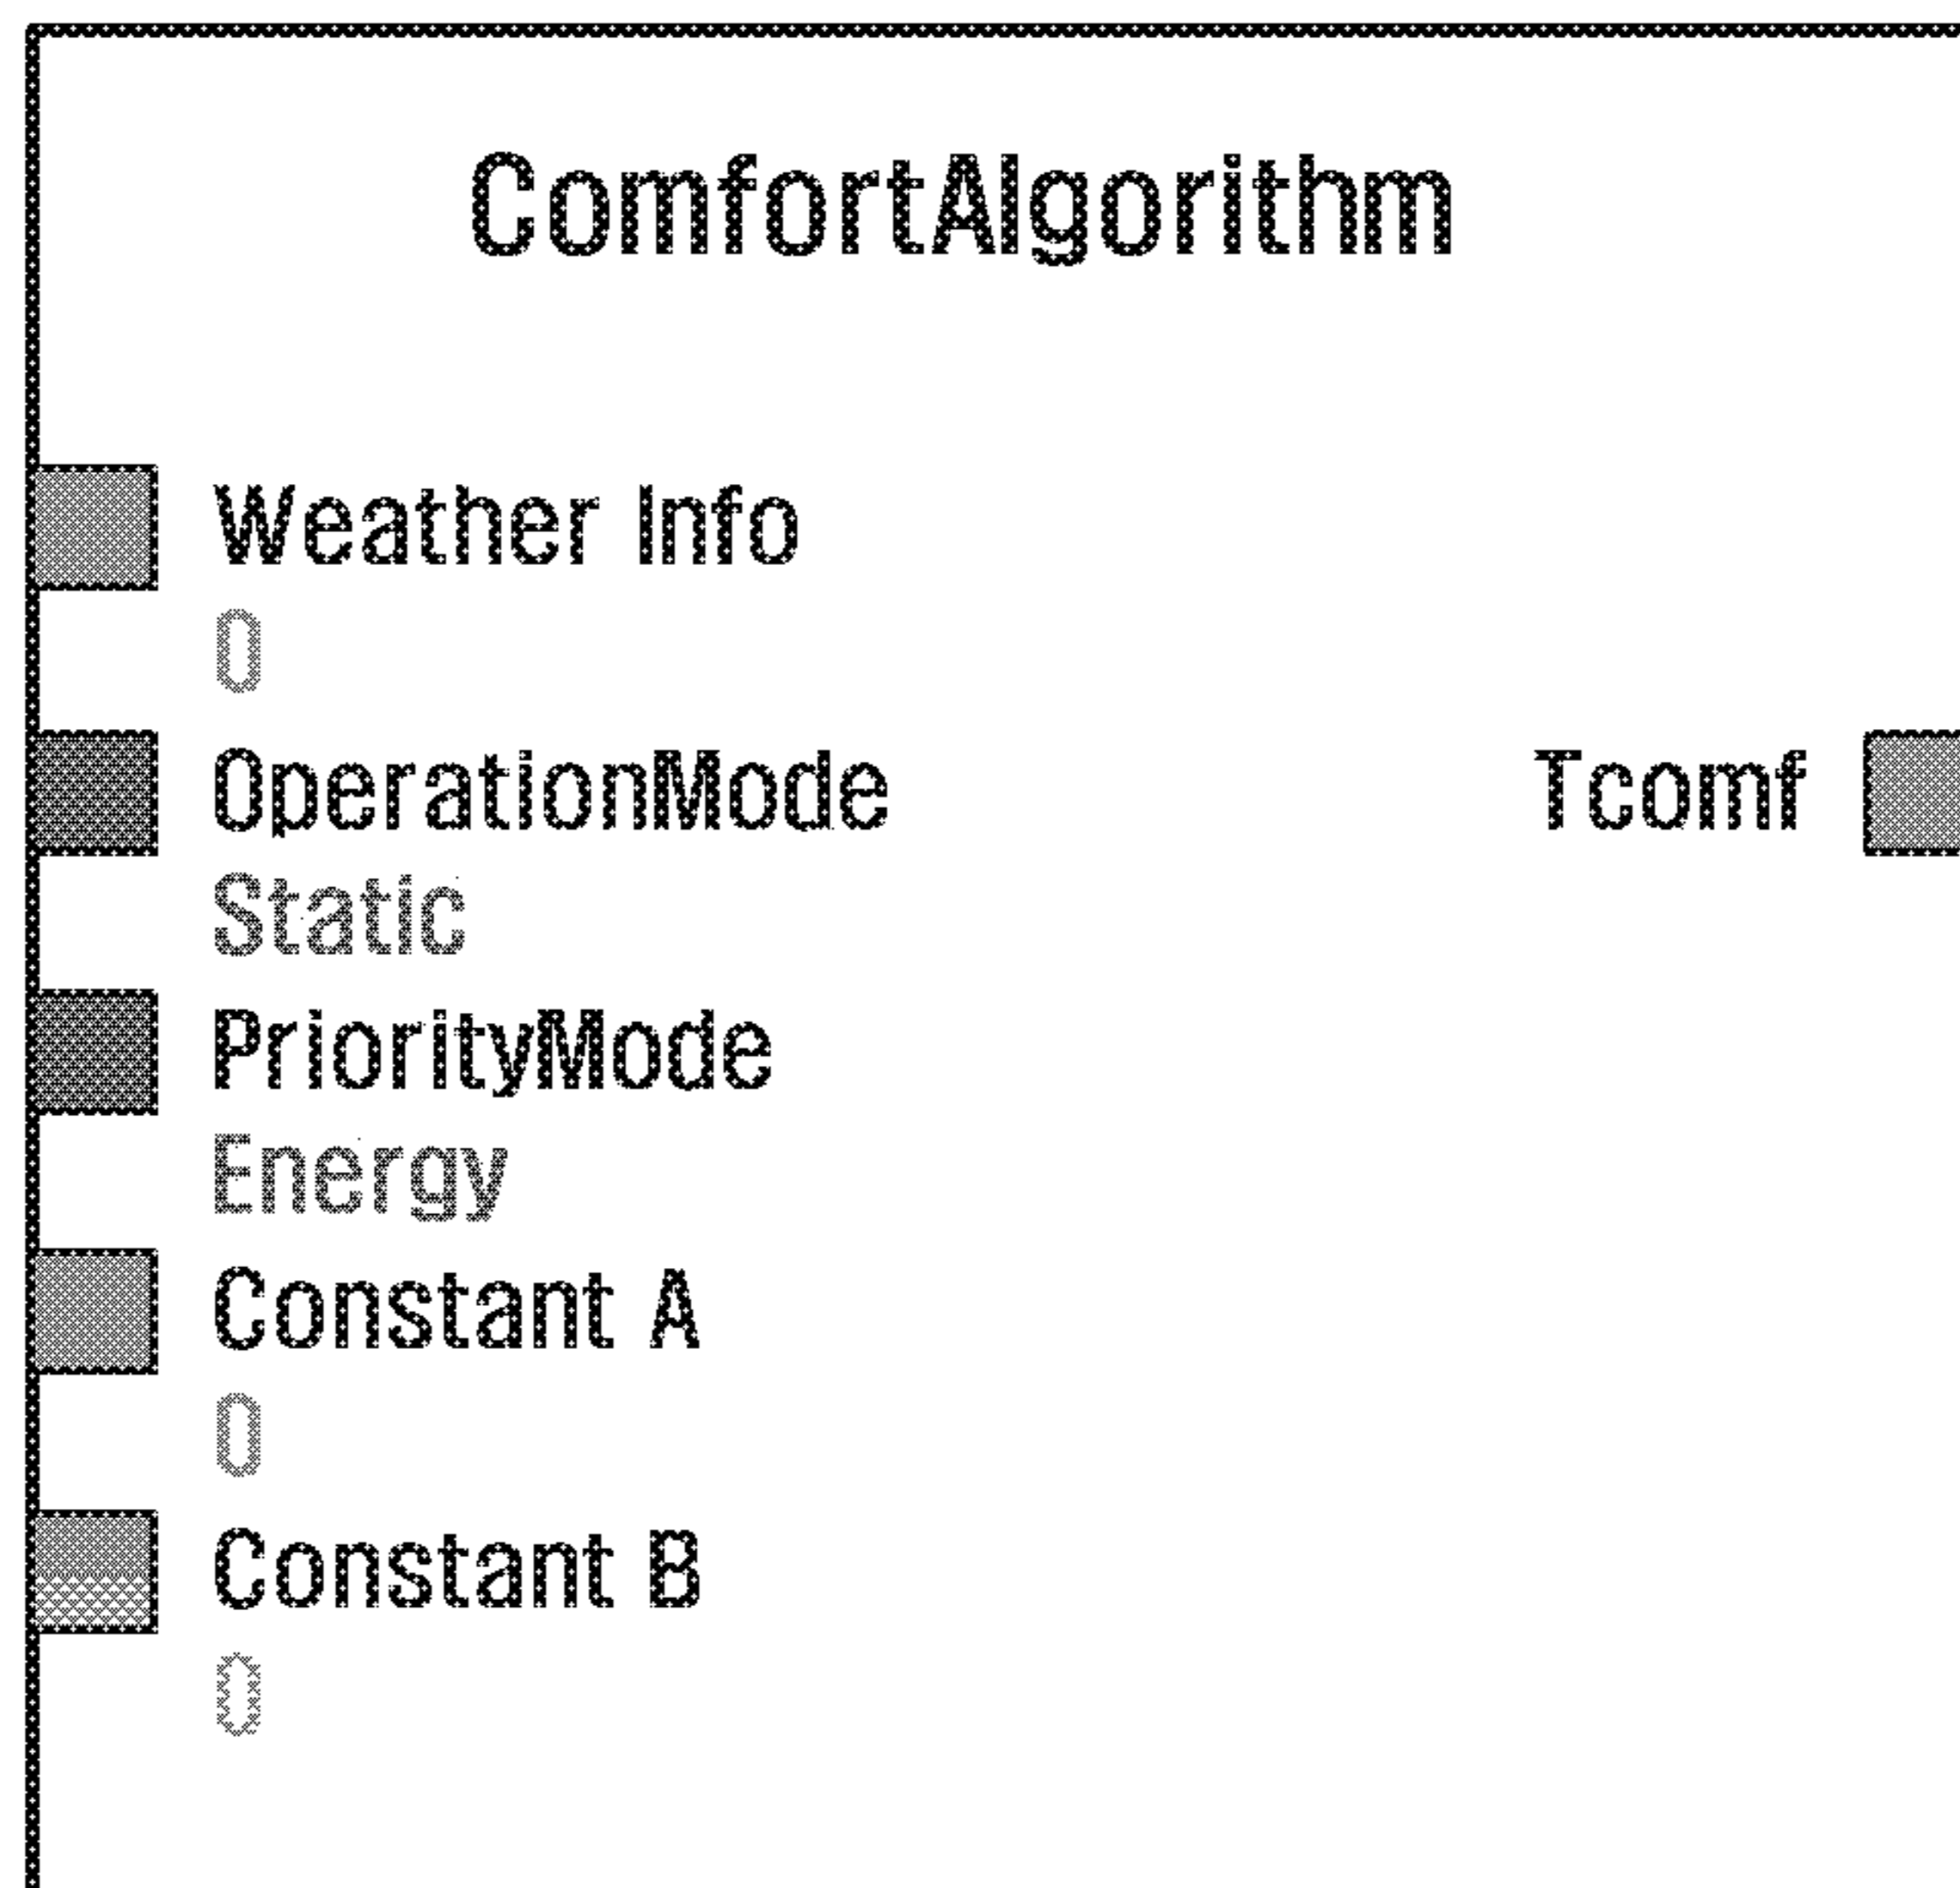 ComfortAlgorithm
Weather Info
0
OperationMode
Tcomf
Static
PriorityMode
Energy
Constant A
0
Constant B
0